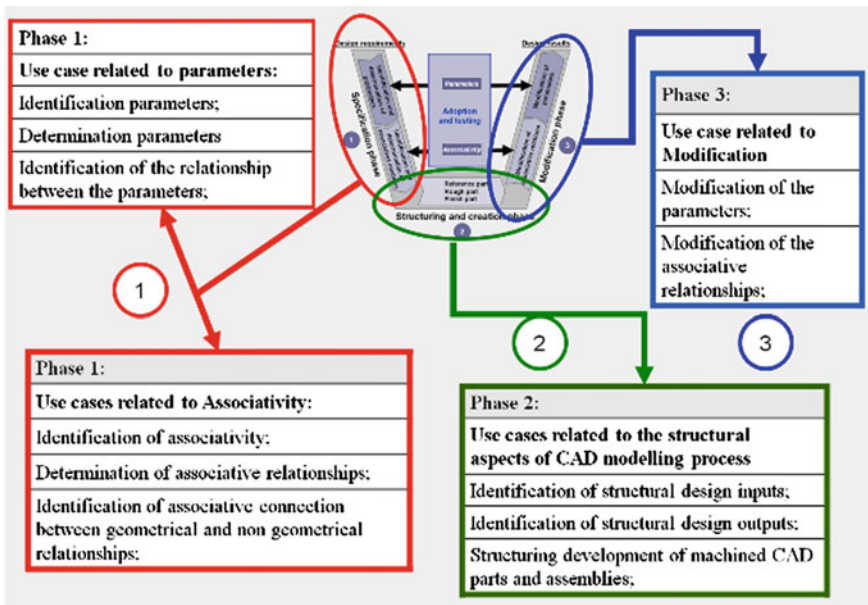 Phase 1:
Use case related to parameters:
Identification parameters;
Determination parameters
Identification of the relationship
between the parameters;
Design requirements
Design results
Parameters
Adoption
and testing
Associativity
Specification phase
Modification phase
1
3
Reference part
Rough part
Finish part
Structuring and creation phase
2
Phase 3:
Use case related to
Modification
Modification of the
parameters;
Modification of the
associative
relationships;
1
2
3
Phase 1:
Use cases related to Associativity:
Identification of associativity;
Determination of associative relationships;
Identification of associative connection
between geometrical and non geometrical
relationships;
Phase 2:
Use cases related to the structural
aspects of CAD modelling process
Identification of structural design inputs;
Identification of structural design outputs;
Structuring development of machined CAD
parts and assemblies;